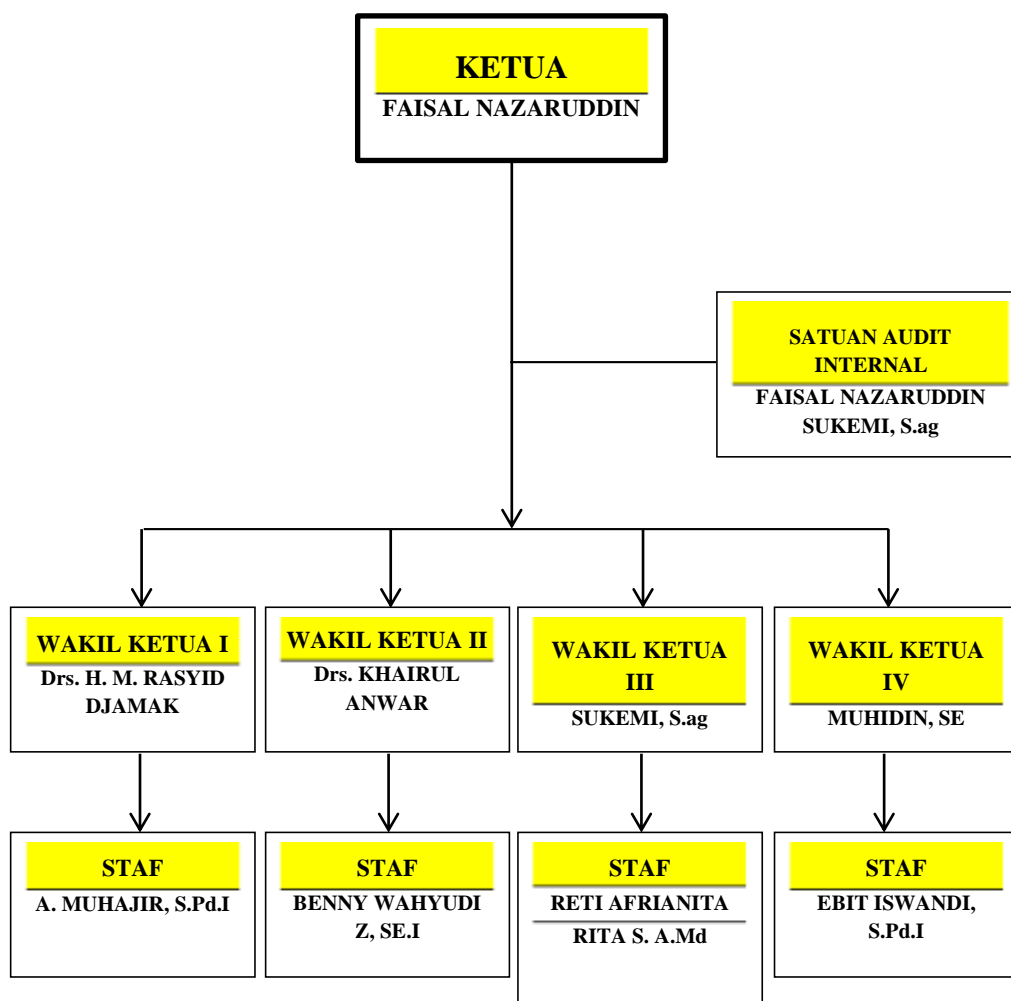 KETUA
FAISAL NAZARUDDIN
SATUAN AUDIT
INTERNAL
FAISAL NAZARUDDIN
SUKEMI, S.ag
WAKIL KETUA I
Drs. H. M. RASYID
DJAMAK
WAKIL KETUA II
Drs. KHAIRUL
ANWAR
WAKIL KETUA
III
SUKEMI, S.ag
WAKIL KETUA
IV
MUHIDIN, SE
STAF
A. MUHAJIR, S.Pd.I
STAF
BENNY WAHYUDI
Z, SE.I
STAF
RETI AFRIANITA
RITA S. A.Md
STAF
EBIT ISWANDI,
S.Pd.I